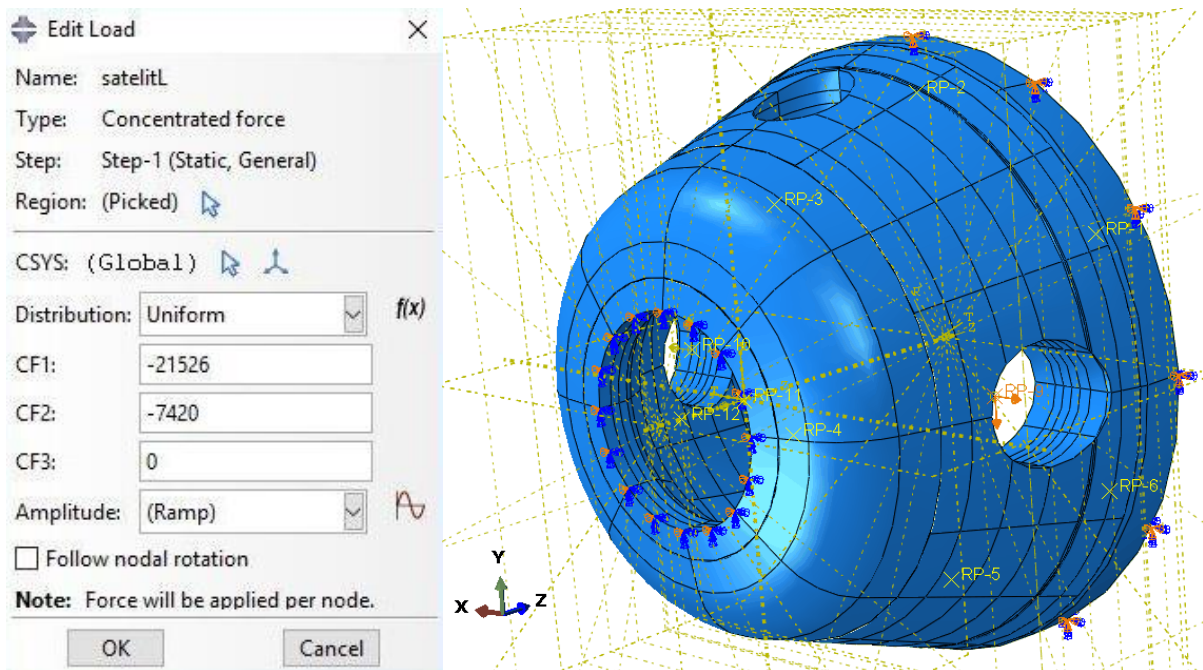 Edit Load
Name: satelitL
Type: Concentrated force
Step: Step-1 (Static, General)
Region: (Picked)
CSYS: (Global)
Distribution: Uniform f(x)
CF1: -21526
CF2: -7420
CF3: 0
Amplitude: (Ramp)
Follow nodal rotation
Note: Force will be applied per node.
OK Cancel
RP-2
RP-3
RP-1
RP-10
RP-11
RP-9
RP-12
RP-4
RP-6
RP-5
Y
X
Z